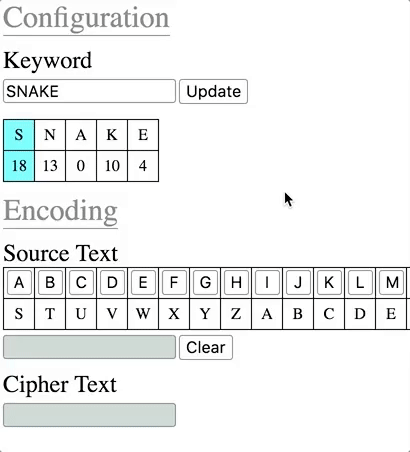 Configuration
Keyword
SNAKE Update
S N A K E
18 13 0 10 4
Encoding
Source Text
A B C D E F G H I J K L M
S T U V W X Y Z A B C D E
Clear
Cipher Text